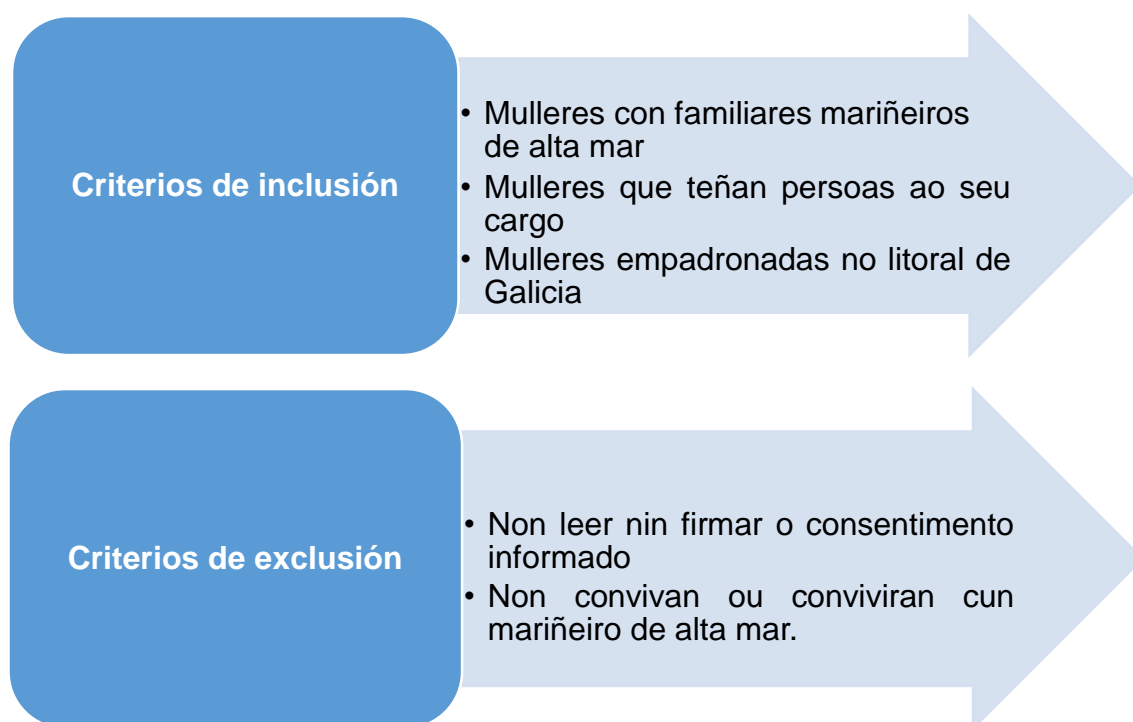 Criterios de inclusión
• Mulleres con familiares mariñeiros
de alta mar
• Mulleres que teñan persoas ao seu
cargo
• Mulleres empadronadas no litoral de
Galicia
Criterios de exclusión
• Non leer nin firmar o consentimento
informado
• Non convivan ou conviviran cun
mariñeiro de alta mar.